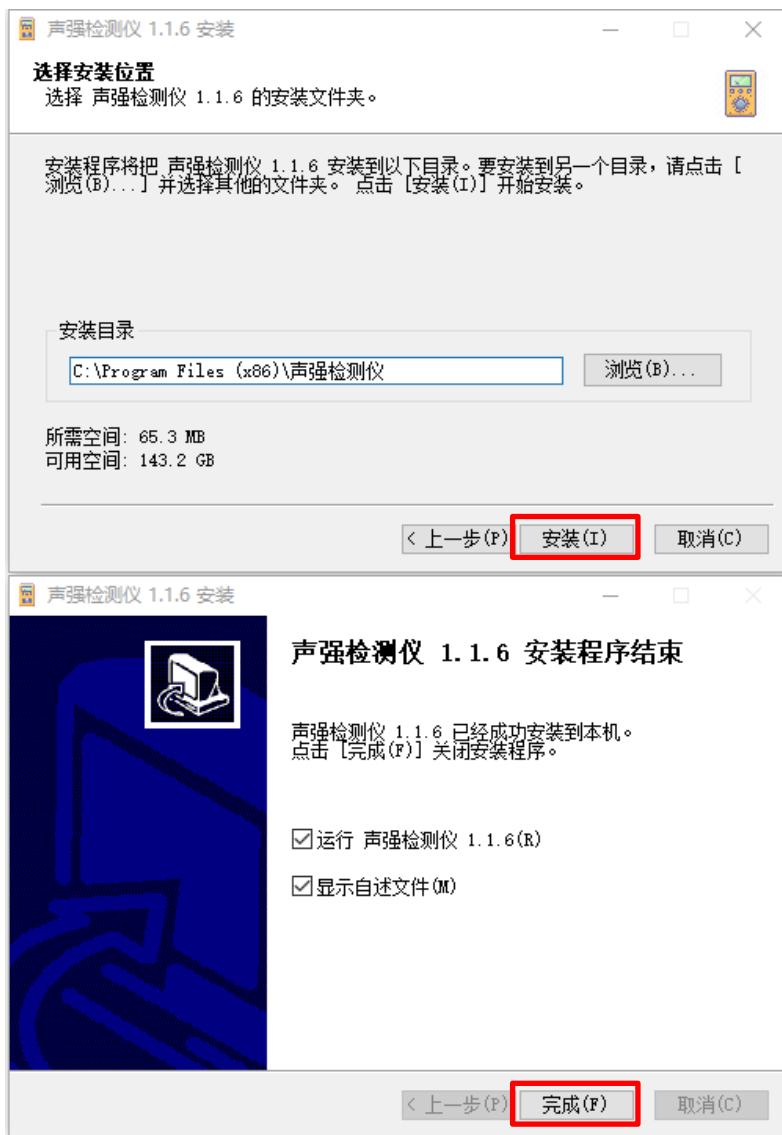 声强检测仪 1.1.6 安装
选择安装位置
选择 声强检测仪 1.1.6 的安装文件夹。
安装程序将把 声强检测仪 1.1.6 安装到以下目录。要安装到另一个目录，请点击 [
浏览(B)...] 并选择其他的文件夹。 点击 [安装(I)] 开始安装。
安装目录
C:\Program Files (x86)\声强检测仪
浏览(B)...
所需空间: 65.3 MB
可用空间: 143.2 GB
< 上一步(P) 安装(I) 取消(C)
声强检测仪 1.1.6 安装
声强检测仪 1.1.6 安装程序结束
声强检测仪 1.1.6 已经成功安装到本机。
点击 [完成(F)] 关闭安装程序。
运行 声强检测仪 1.1.6(R)
显示自述文件(M)
< 上一步(P) 完成(F) 取消(C)